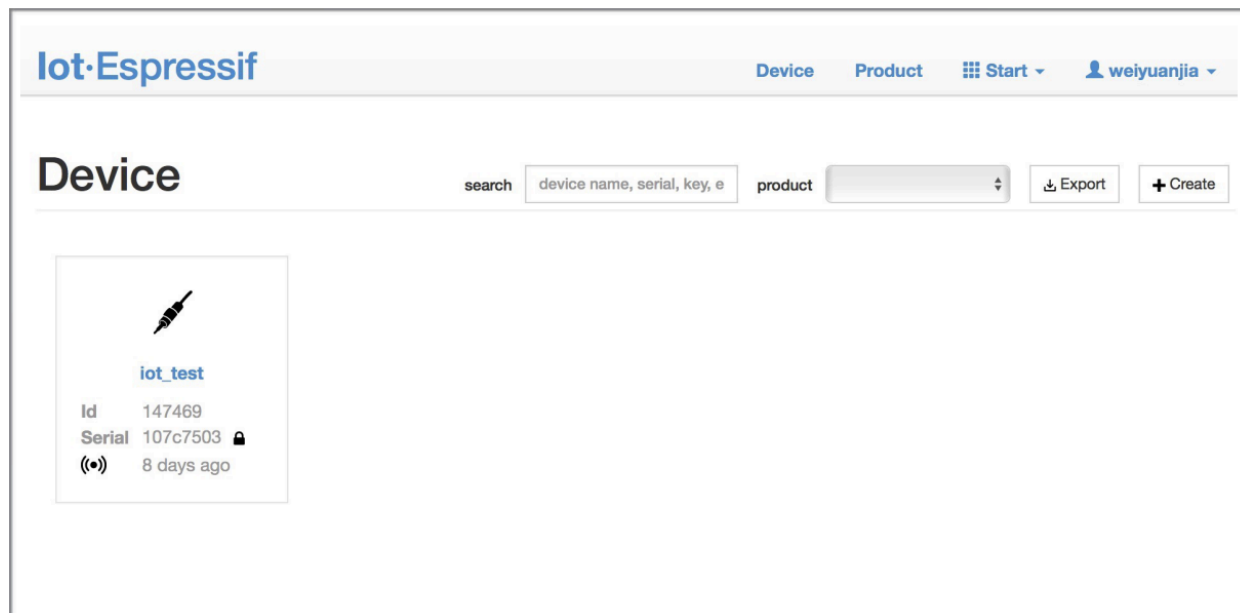 Iot·Espressif
Device Product Start weiyuanjia
Device
search device name, serial, key, e product Export Create
iot_test
Id 147469
Serial 107c7503
8 days ago